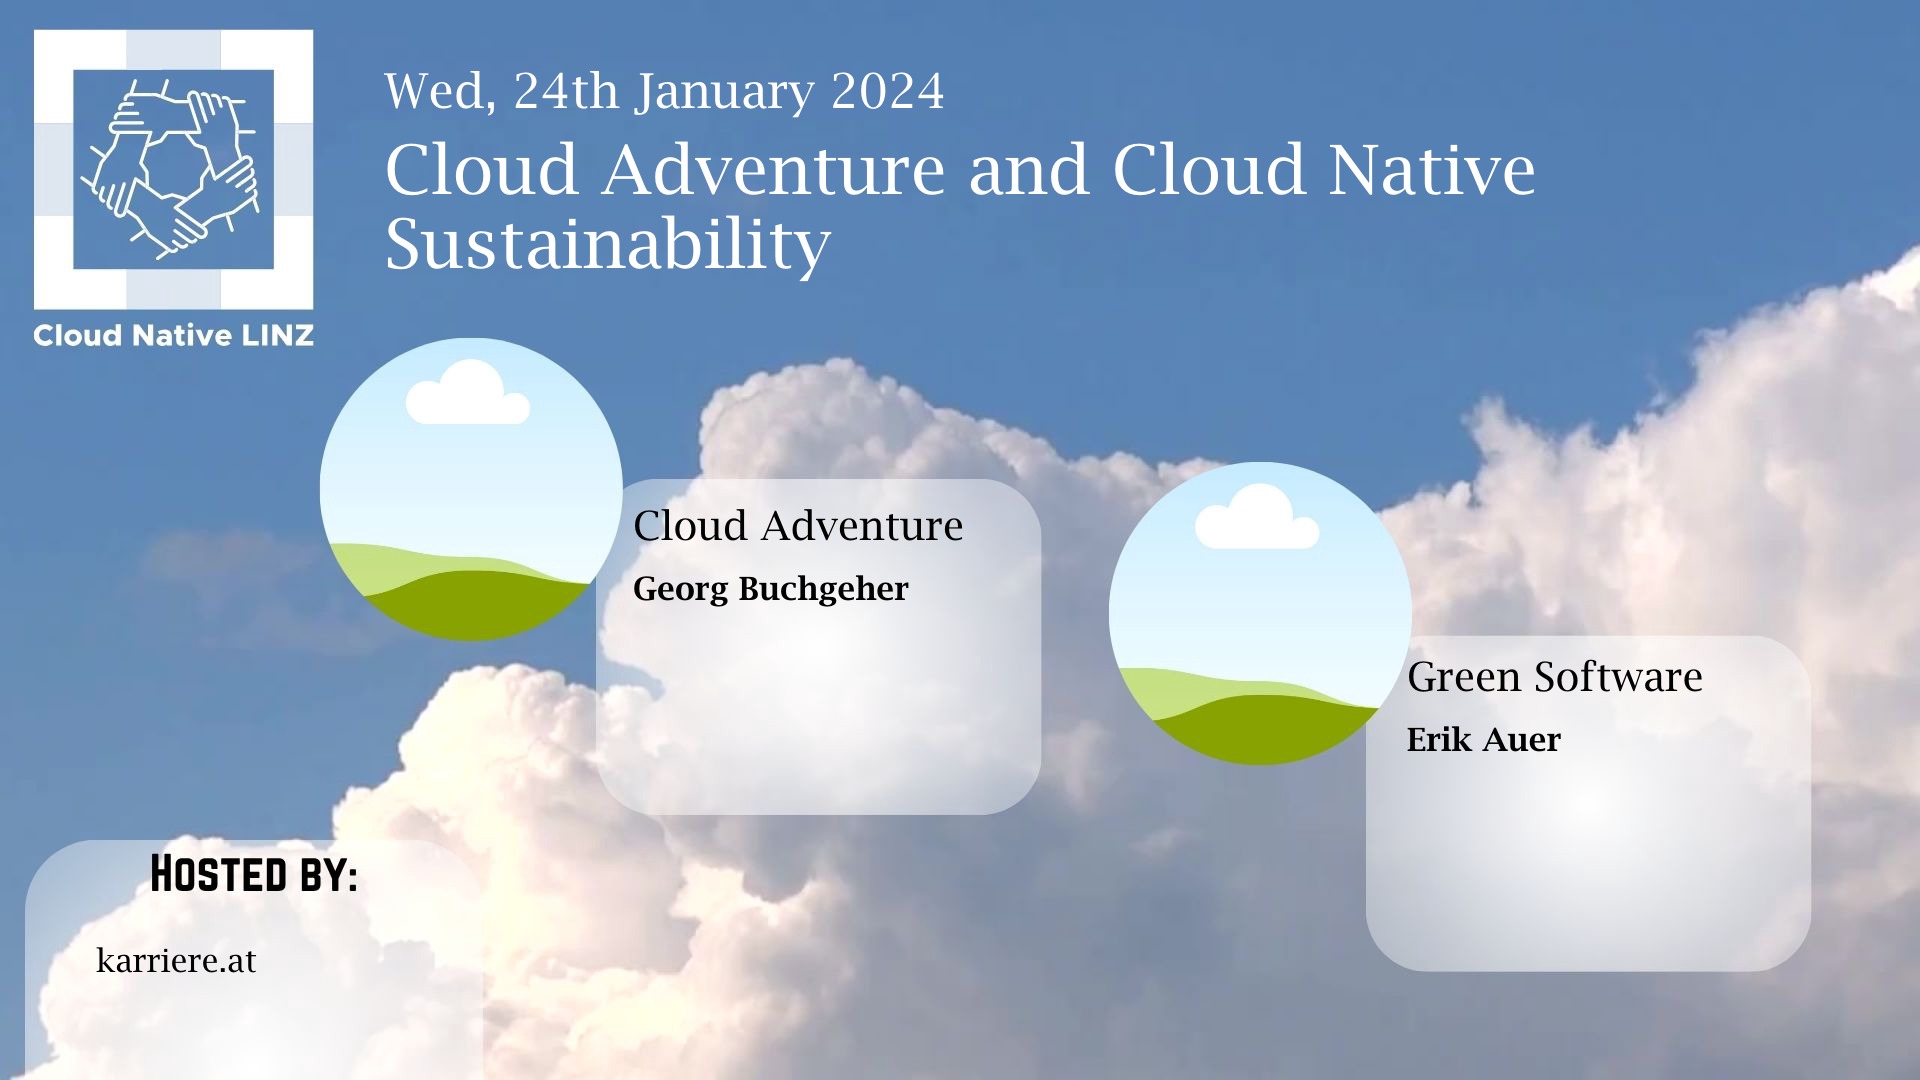 Cloud Native LINZ
Wed, 24th January 2024
Cloud Adventure and Cloud Native
Sustainability
Cloud Adventure
Georg Buchgeher
Green Software
Erik Auer
HOSTED BY:
karriere.at